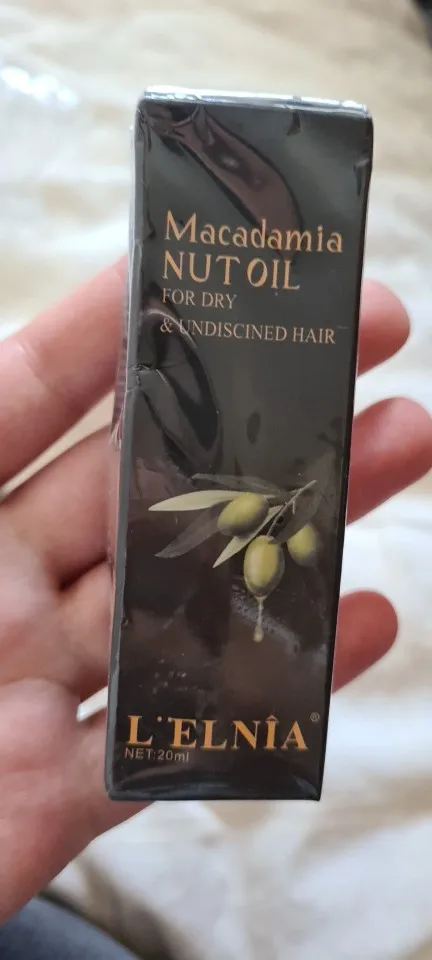 Macadamia
NUT OIL
FOR DRY
& UNDISCINED HAIR
L¨ELNÎA®
NET:20ml